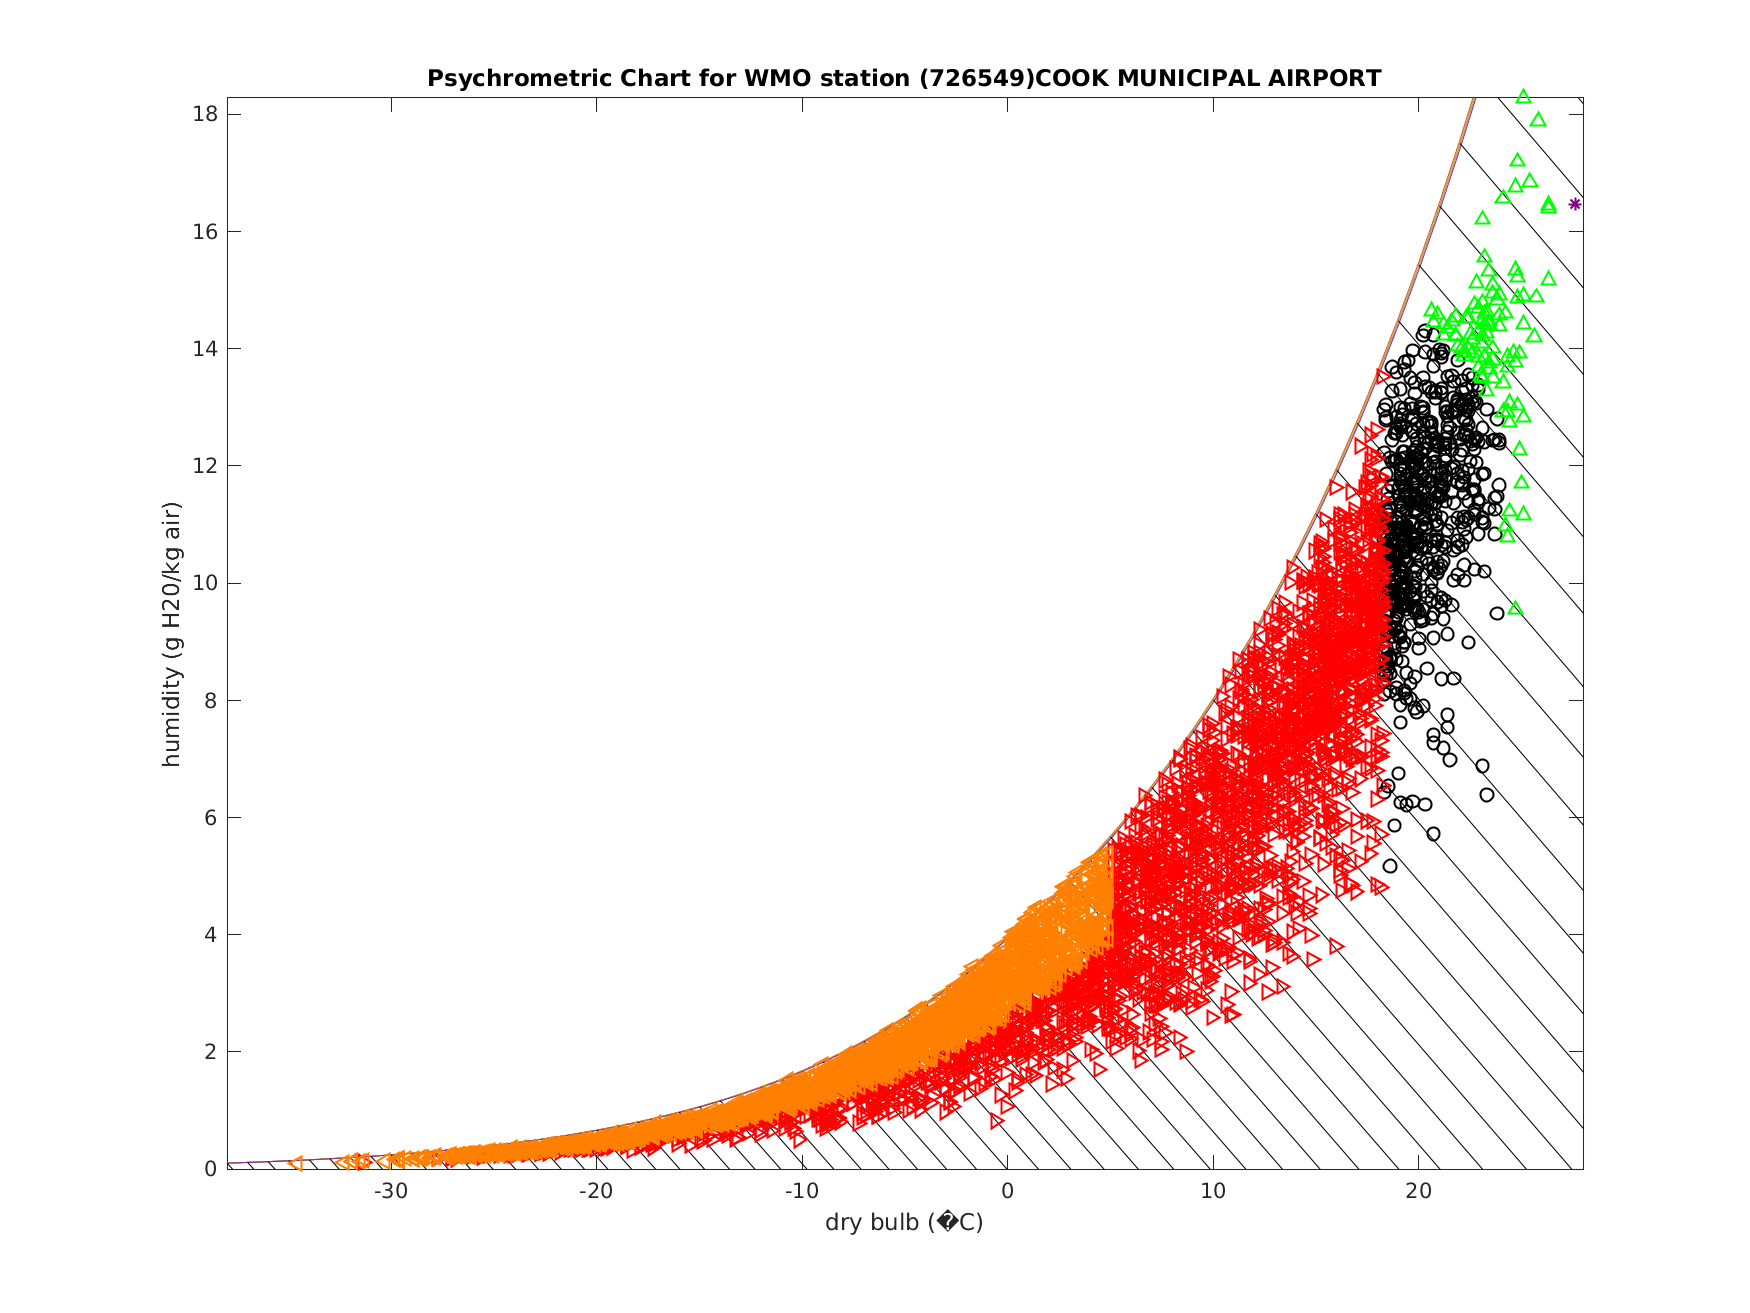 Psychrometric Chart for WMO station (726549)COOK MUNICIPAL AIRPORT
18
16
14
12
10
8
6
4
2
0
humidity (g H20/kg air)
-30 -20 -10 0 10 20
dry bulb (�C)